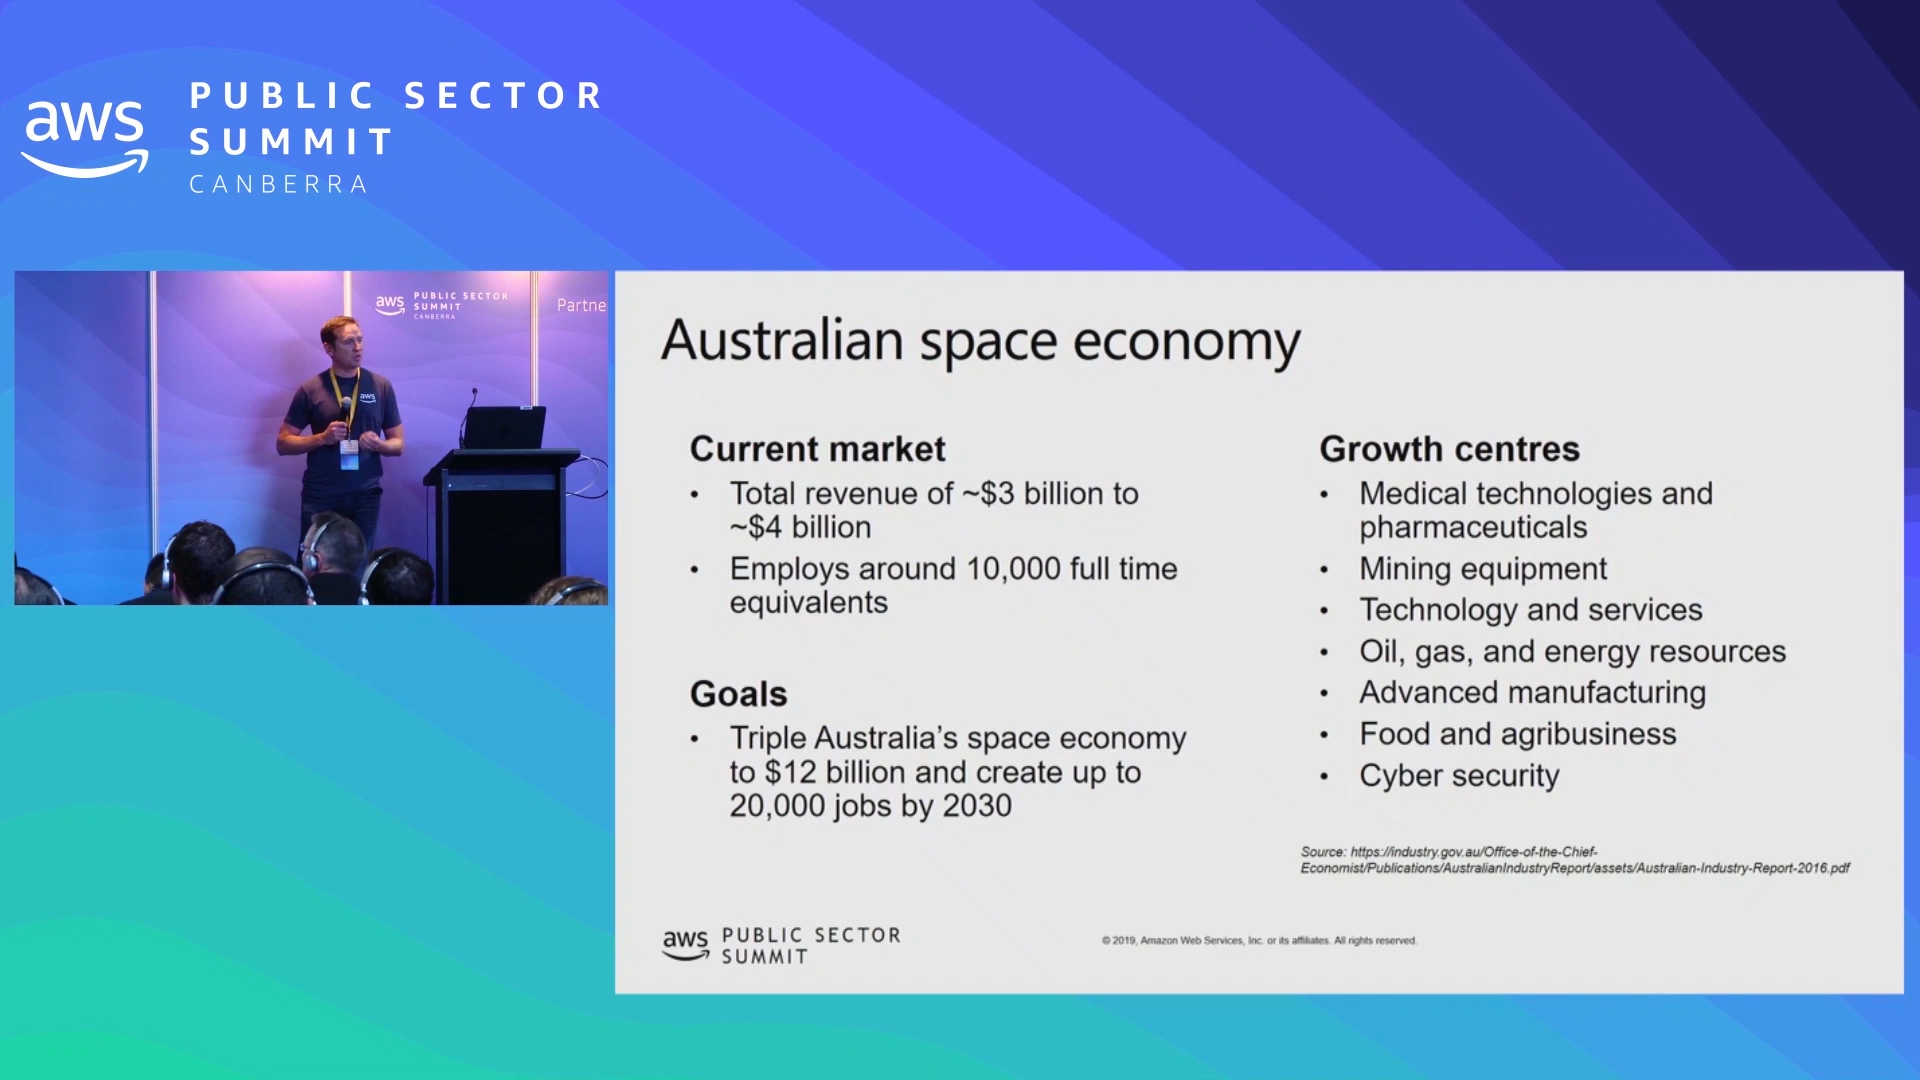 aws
PUBLIC SECTOR
SUMMIT
CANBERRA
aws
PUBLIC SECTOR
SUMMIT
CANBERRA
Partne
aws
Australian space economy
Current market
• Total revenue of ~$3 billion to
~$4 billion
• Employs around 10,000 full time
equivalents
Goals
• Triple Australia's space economy
to $12 billion and create up to
20,000 jobs by 2030
Growth centres
• Medical technologies and
pharmaceuticals
• Mining equipment
• Technology and services
• Oil, gas, and energy resources
• Advanced manufacturing
• Food and agribusiness
• Cyber security
Source: https://industry.gov.au/Office-of-the-Chief-
Economist/Publications/AustralianIndustryReport/assets/Australian-Industry-Report-2016.pdf
aws
PUBLIC SECTOR
SUMMIT
© 2019, Amazon Web Services, Inc. or its affiliates. All rights reserved.